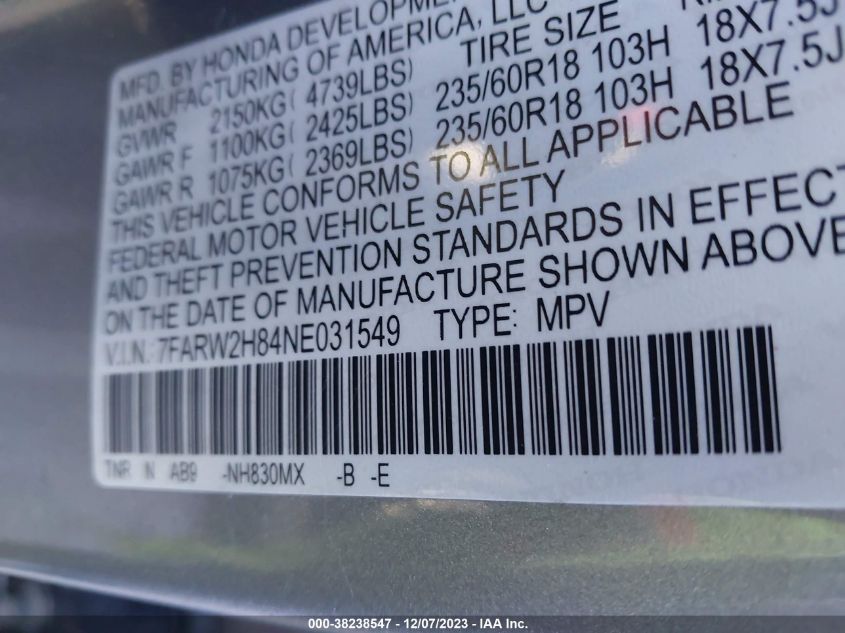 MFD. BY HONDA DEVELOPMEN
MANUFACTURING OF AMERICA, LLC
TIRE SIZE
GVWR 2150KG( 4739LBS)
GAWR F 1100KG( 2425LBS) 235/60R18 103H 18X7.5J
GAWR R 1075KG( 2369LBS) 235/60R18 103H 18X7.5J
THIS VEHICLE CONFORMS TO ALL APPLICABLE
FEDERAL MOTOR VEHICLE SAFETY
AND THEFT PREVENTION STANDARDS IN EFFECT
ON THE DATE OF MANUFACTURE SHOWN ABOVE
V.I.N.: 7FARW2H84NE031549 TYPE: MPV
TNR IN AB9 -NH830MX -B -E
000-38238547 - 12/07/2023 - IAA Inc.